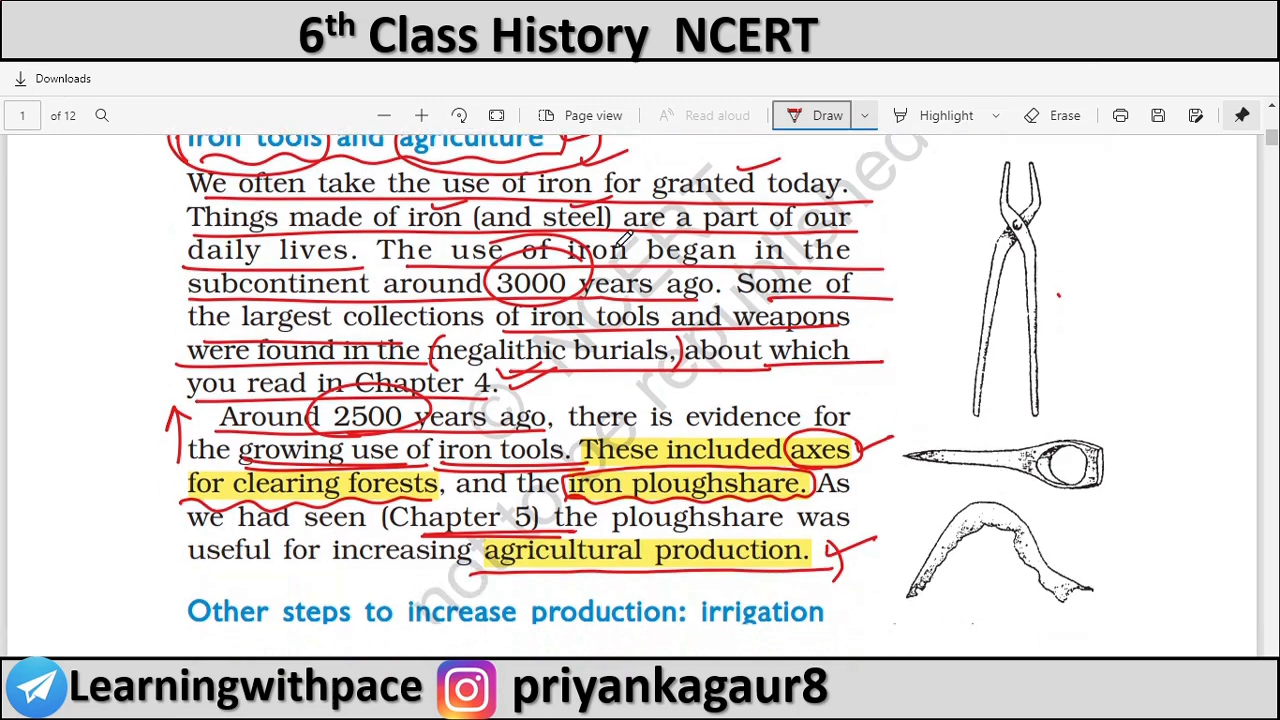 6th Class History NCERT
Downloads
1 of 12 Page view Read aloud Draw Highlight Erase
iron tools and agriculture
We often take the use of iron for granted today.
Things made of iron (and steel) are a part of our
daily lives. The use of iron began in the
subcontinent around 3000 years ago. Some of
the largest collections of iron tools and weapons
were found in the megalithic burials, about which
you read in Chapter 4.
Around 2500 years ago, there is evidence for
the growing use of iron tools. These included axes
for clearing forests, and the iron ploughshare. As
we had seen (Chapter 5) the ploughshare was
useful for increasing agricultural production.
Other steps to increase production: irrigation
© NCERT
not to be republished
Learningwithpace priyankagaur8